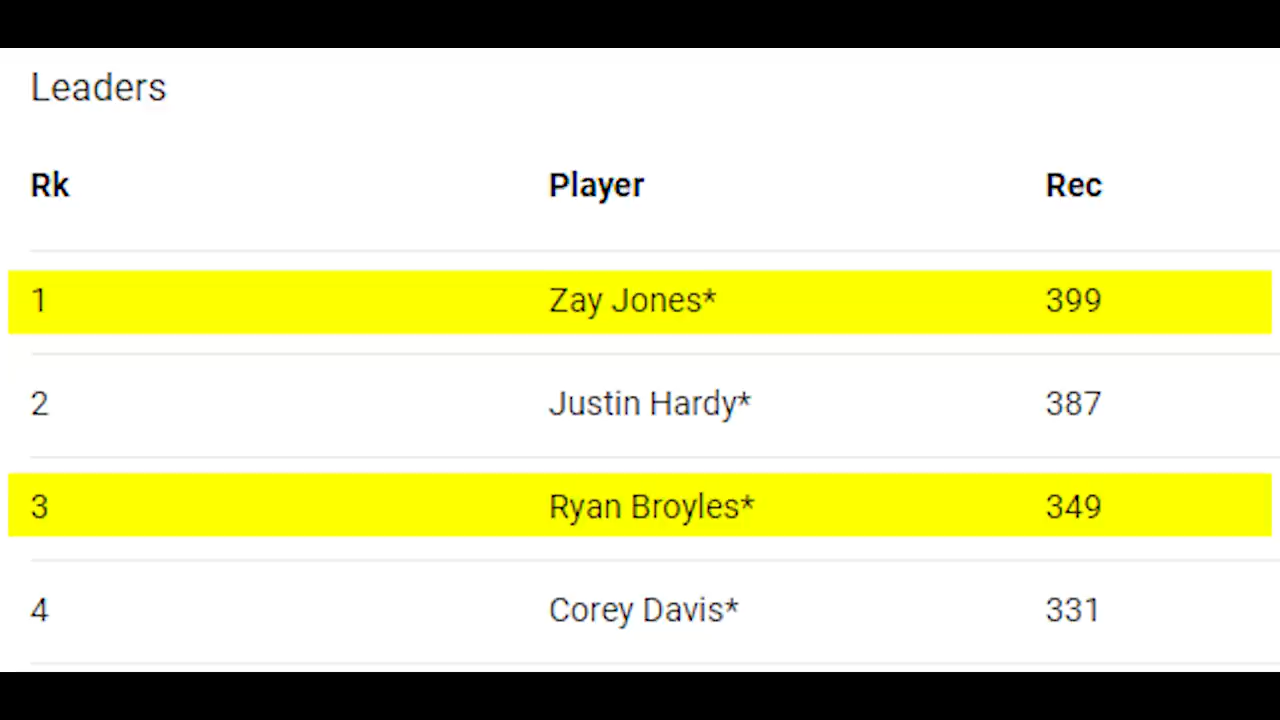 Leaders
Rk Player Rec
1 Zay Jones* 399
2 Justin Hardy* 387
3 Ryan Broyles* 349
4 Corey Davis* 331